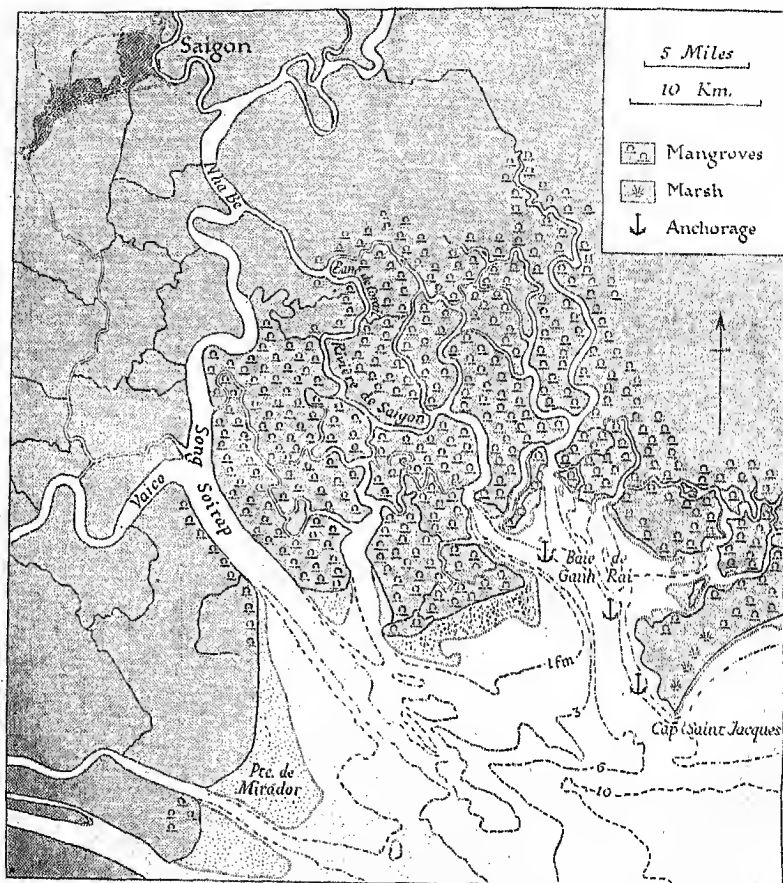 Saigon
5 Miles
10 Km.
Mangroves
Marsh
Anchorage
Nha Be
Rivière de Saigon
Song
Soirap
Vaico
Baie de
Ganh Rai
1 fm
3
Cap Saint Jacques
6
10
Pte. de
Mirador